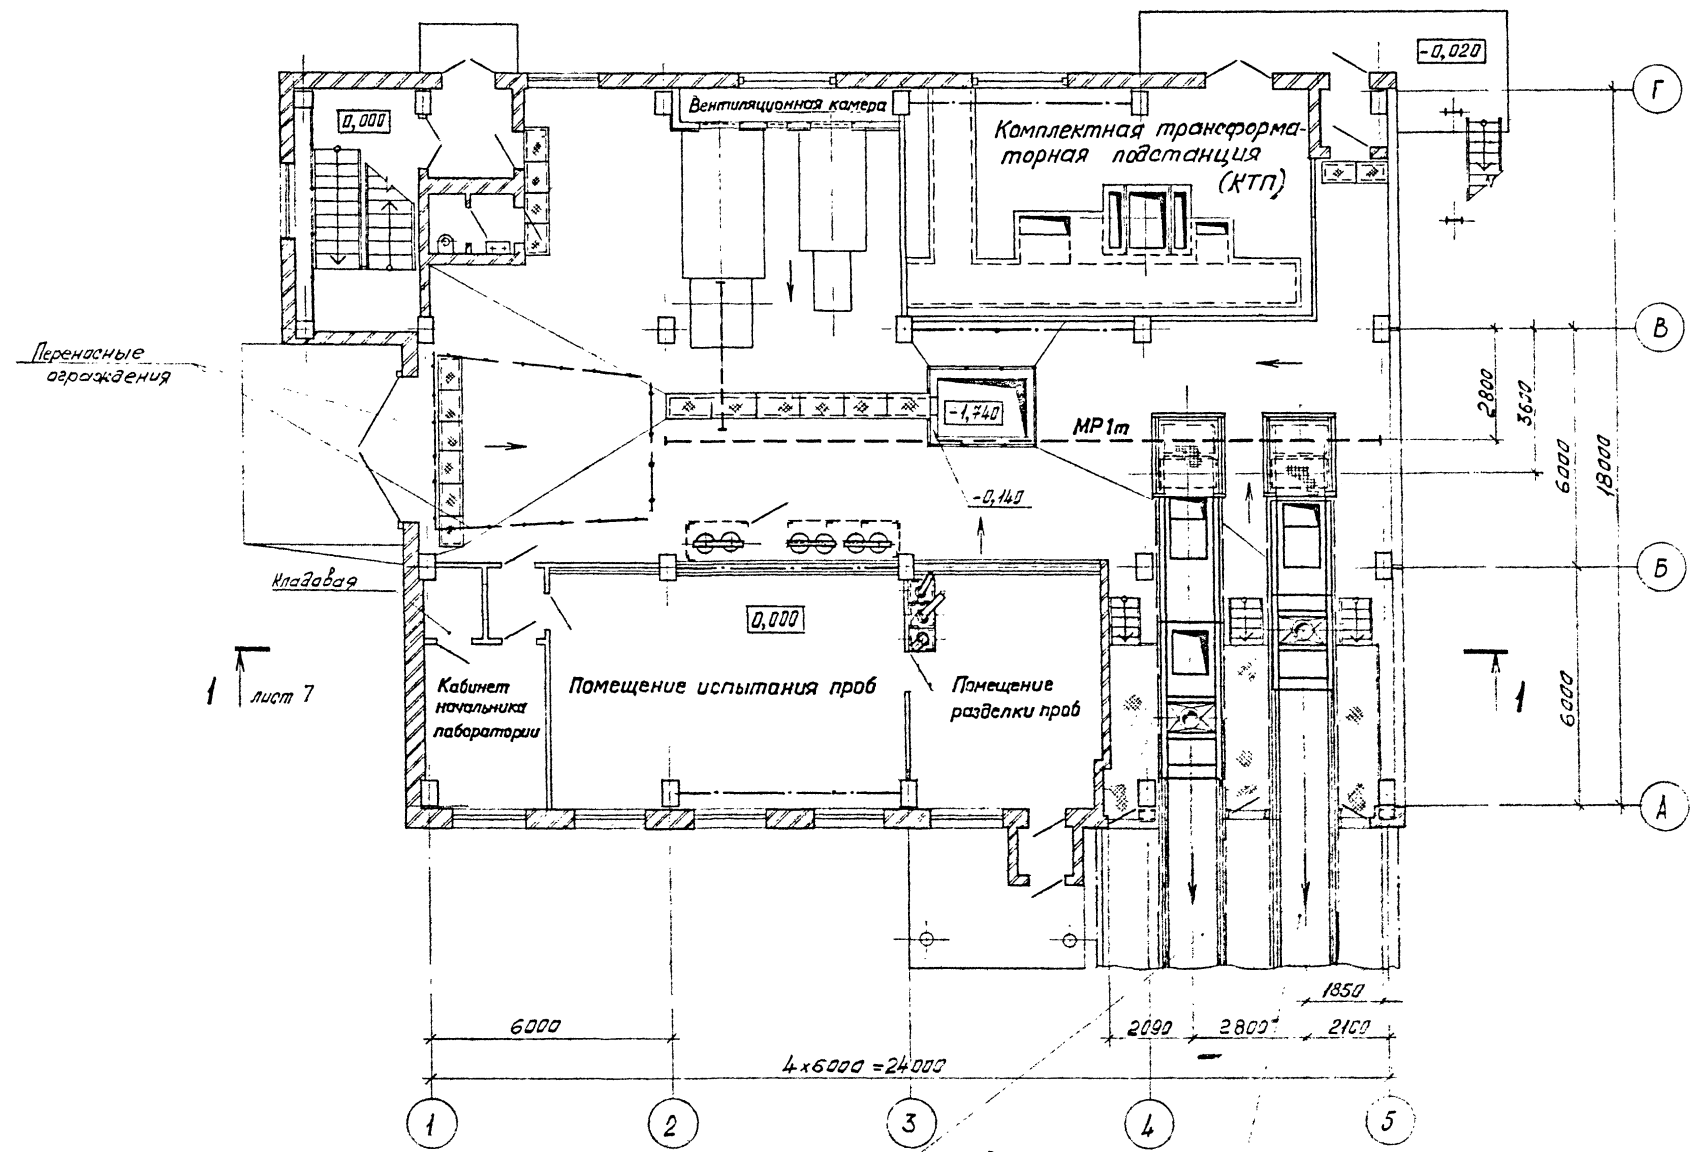 -0,020
Г
0,000
Вентиляционная камера
Комплектная трансформа-
торная подстанция
(КТП)
В
Переносные
ограждения
-1,740
МР1т
2800
3600
6000
18000
-0,140
Б
Кладовая
0,000
1
лист 7
Кабинет
начальника
лаборатории
Помещение испытания проб
Помещение
разделки проб
6000
1
А
1850
6000
2090
2800
2100
4×6000=24000
1
2
3
4
5